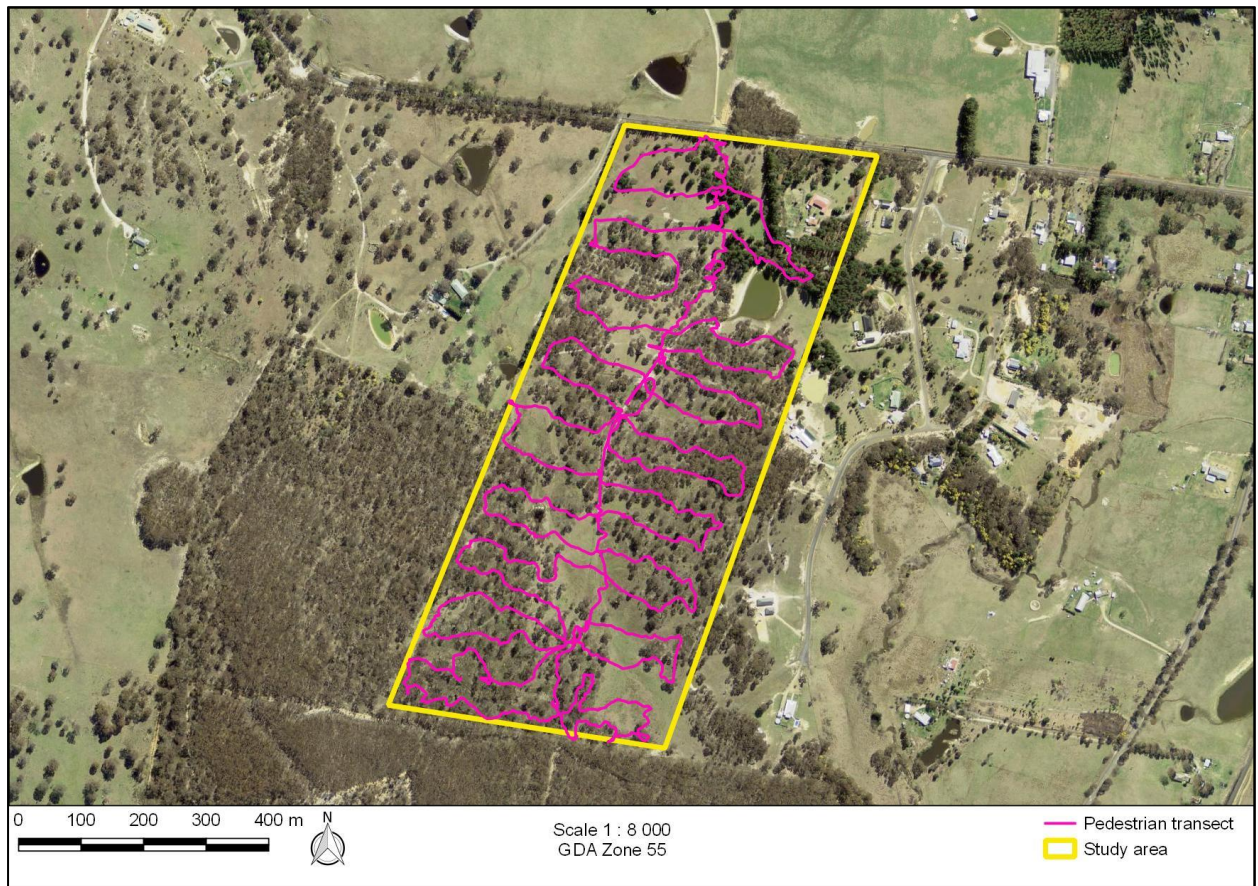 0 100 200 300 400 m
N
Scale 1 : 8 000
GDA Zone 55
Pedestrian transect
Study area